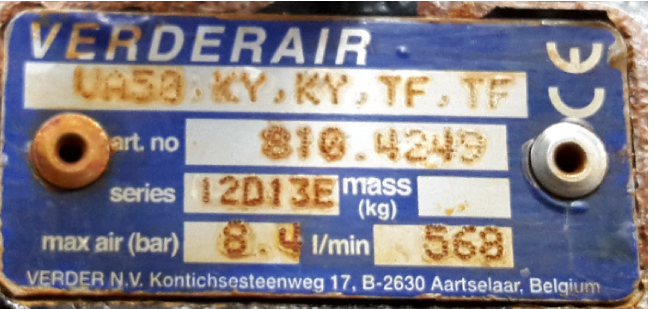 VERDERAIR
VA50,KY,KY,TF,TF
art. no 810.4249
series 12D13E mass (kg)
max air (bar) 8.4 l/min 568
VERDER N.V. Kontichsesteenweg 17, B-2630 Aartselaar, Belgium
CE